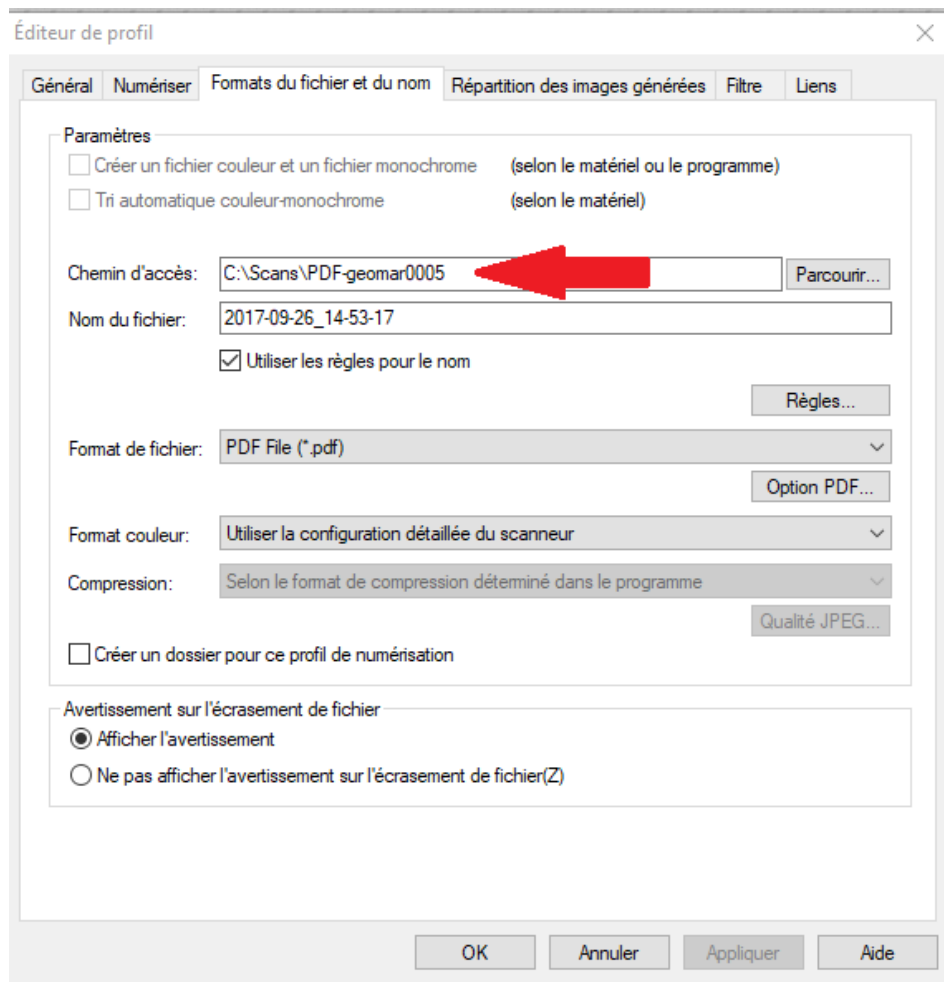 Éditeur de profil
Général Numériser Formats du fichier et du nom Répartition des images générées Filtre Liens
Paramètres
Créer un fichier couleur et un fichier monochrome (selon le matériel ou le programme)
Tri automatique couleur-monochrome (selon le matériel)
Chemin d'accès: C:\Scans\PDF-geomar0005 Parcourir...
Nom du fichier: 2017-09-26_14-53-17
Utiliser les règles pour le nom
Règles...
Format de fichier: PDF File (*.pdf)
Option PDF...
Format couleur: Utiliser la configuration détaillée du scanneur
Compression: Selon le format de compression déterminé dans le programme
Qualité JPEG...
Créer un dossier pour ce profil de numérisation
Avertissement sur l'écrasement de fichier
Afficher l'avertissement
Ne pas afficher l'avertissement sur l'écrasement de fichier(Z)
OK Annuler Appliquer Aide